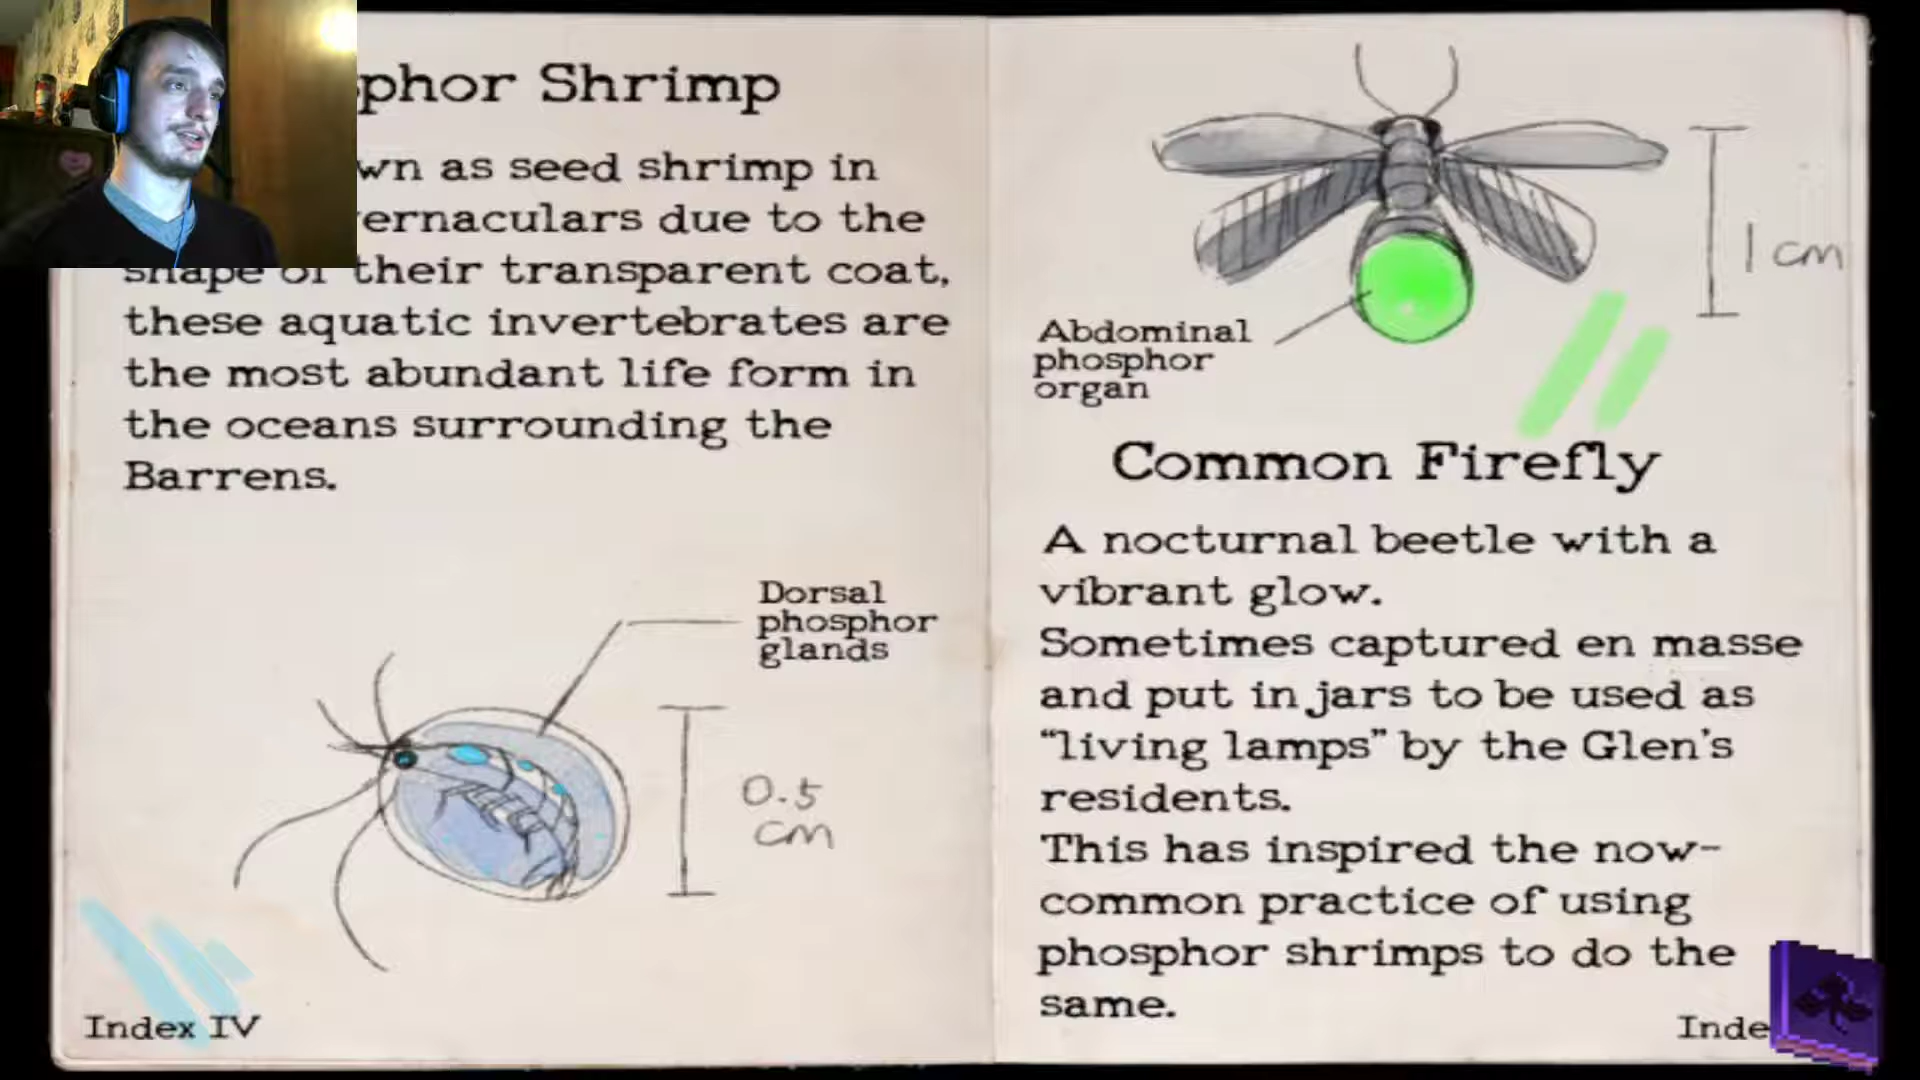 phor Shrimp
wn as seed shrimp in
vernaculars due to the
shape of their transparent coat,
these aquatic invertebrates are
the most abundant life form in
the oceans surrounding the
Barrens.
Dorsal
phosphor
glands
0.5
cm
Index IV
1 cm
Abdominal
phosphor
organ
Common Firefly
A nocturnal beetle with a
vibrant glow.
Sometimes captured en masse
and put in jars to be used as
“living lamps” by the Glen's
residents.
This has inspired the now-
common practice of using
phosphor shrimps to do the
same.
Inde